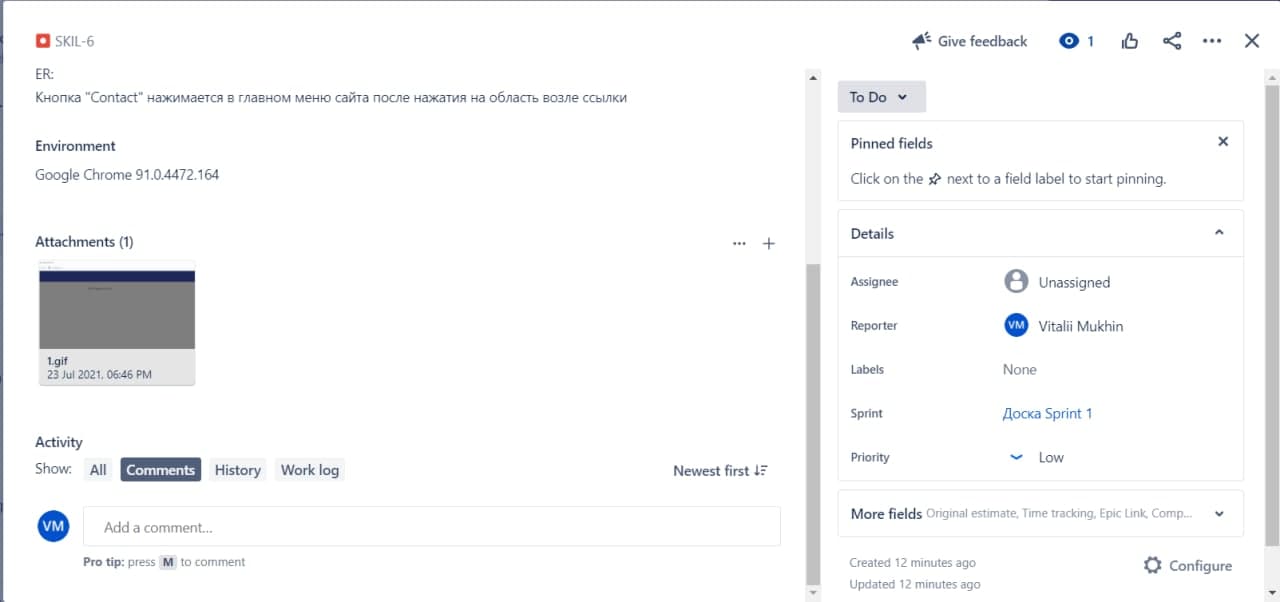 SKIL-6
Give feedback
1
ER:
Кнопка "Contact" нажимается в главном меню сайта после нажатия на область возле ссылки
Environment
Google Chrome 91.0.4472.164
Attachments (1)
1.gif
23 Jul 2021, 06:46 PM
Activity
Show: All Comments History Work log
Newest first
VM Add a comment...
Pro tip: press M to comment
To Do
Pinned fields
Click on the next to a field label to start pinning.
Details
Assignee Unassigned
Reporter VM Vitalii Mukhin
Labels None
Sprint Доска Sprint 1
Priority Low
More fields Original estimate, Time tracking, Epic Link, Comp...
Created 12 minutes ago
Configure
Updated 12 minutes ago